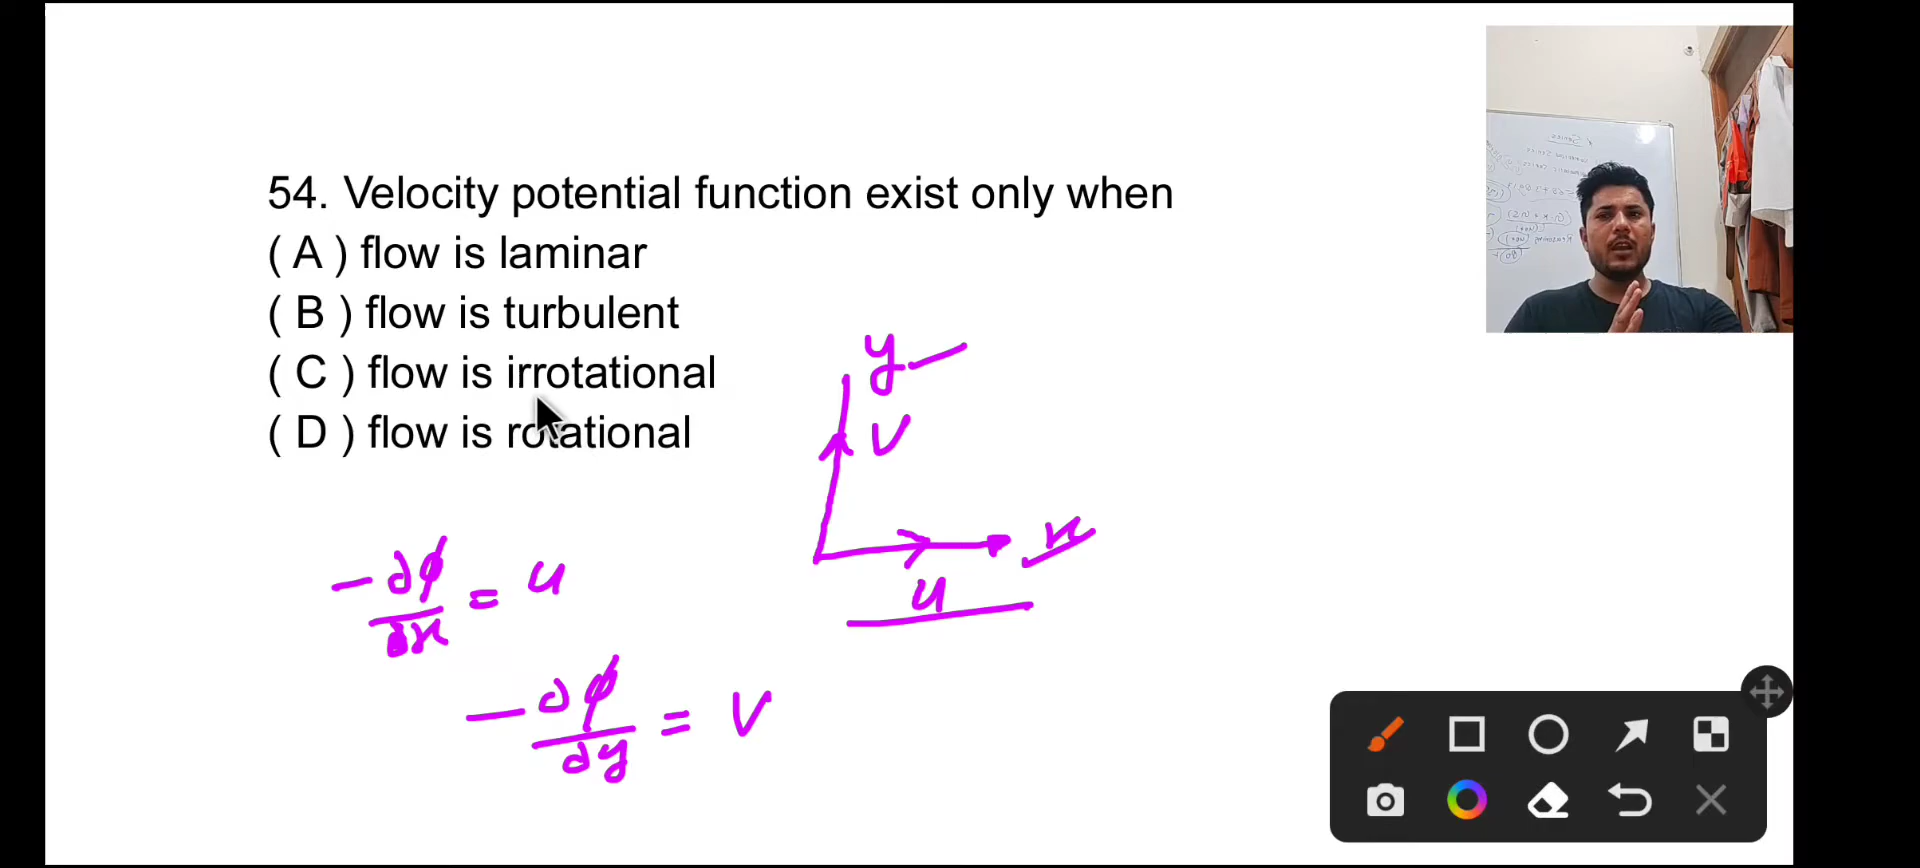 54. Velocity potential function exist only when
( A ) flow is laminar
( B ) flow is turbulent
( C ) flow is irrotational
( D ) flow is rotational
y
v
x
u
-∂ϕ/∂x = u
-∂ϕ/∂y = v